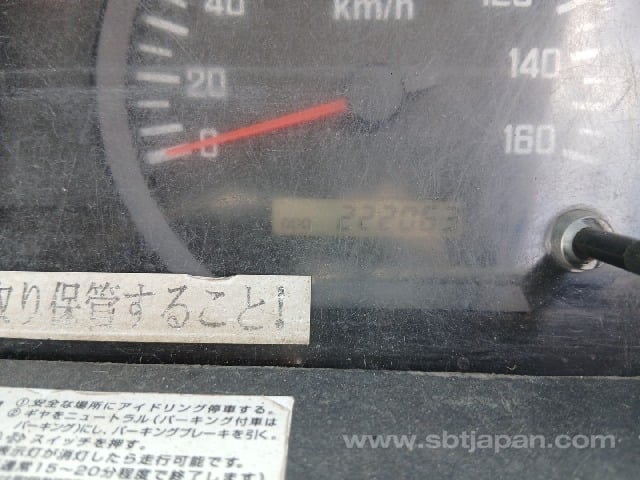 40
km/h
120
20
140
0
160
ODO 222063
り保管すること!
①安全な場所にアイドリング停車する。
②ギヤをニュートラル(パーキング付車は
パーキング)にし、パーキングブレーキを引く。
スイッチを押す。
表示灯が消灯したら走行可能です。
通常15～20分程度で終了します)
www.sbtjapan.com